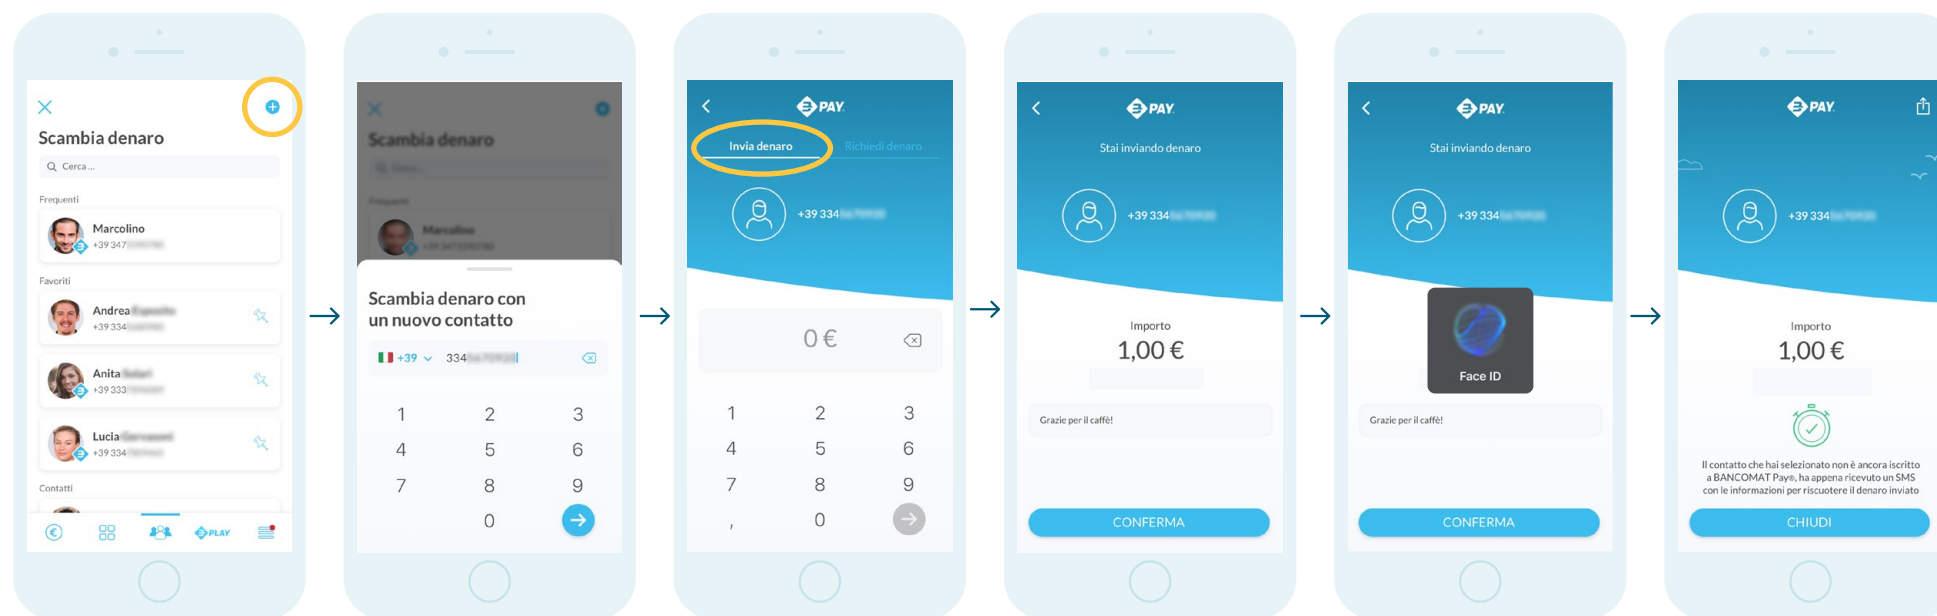 Scambia denaro
Cerca ...
Frequenti
Marcolino
+39 347
Favoriti
Andrea
+39 334
Anita
+39 333
Lucia
+39 334
Contatti
PLAY
Scambia denaro
Frequenti
Marcolino
Scambia denaro con
un nuovo contatto
+39 334
1 2 3
4 5 6
7 8 9
0
PAY
Invia denaro Richiedi denaro
+39 334
0 €
1 2 3
4 5 6
7 8 9
, 0
PAY
Stai inviando denaro
+39 334
Importo
1,00 €
Grazie per il caffè!
CONFERMA
PAY
Stai inviando denaro
+39 334
Face ID
Grazie per il caffè!
CONFERMA
PAY
+39 334
Importo
1,00 €
Il contatto che hai selezionato non è ancora iscritto
a BANCOMAT Pay®, ha appena ricevuto un SMS
con le informazioni per riscuotere il denaro inviato
CHIUDI